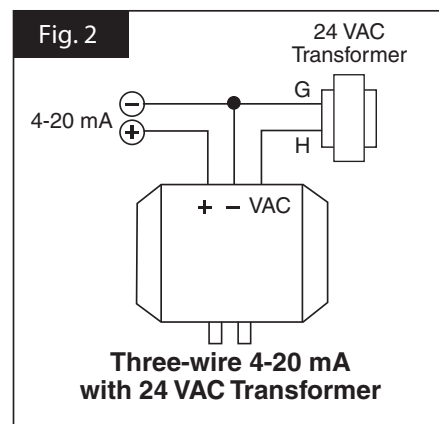 Fig. 2
24 VAC
Transformer
G
−
4-20 mA
+
H
+ − VAC
Three-wire 4-20 mA
with 24 VAC Transformer